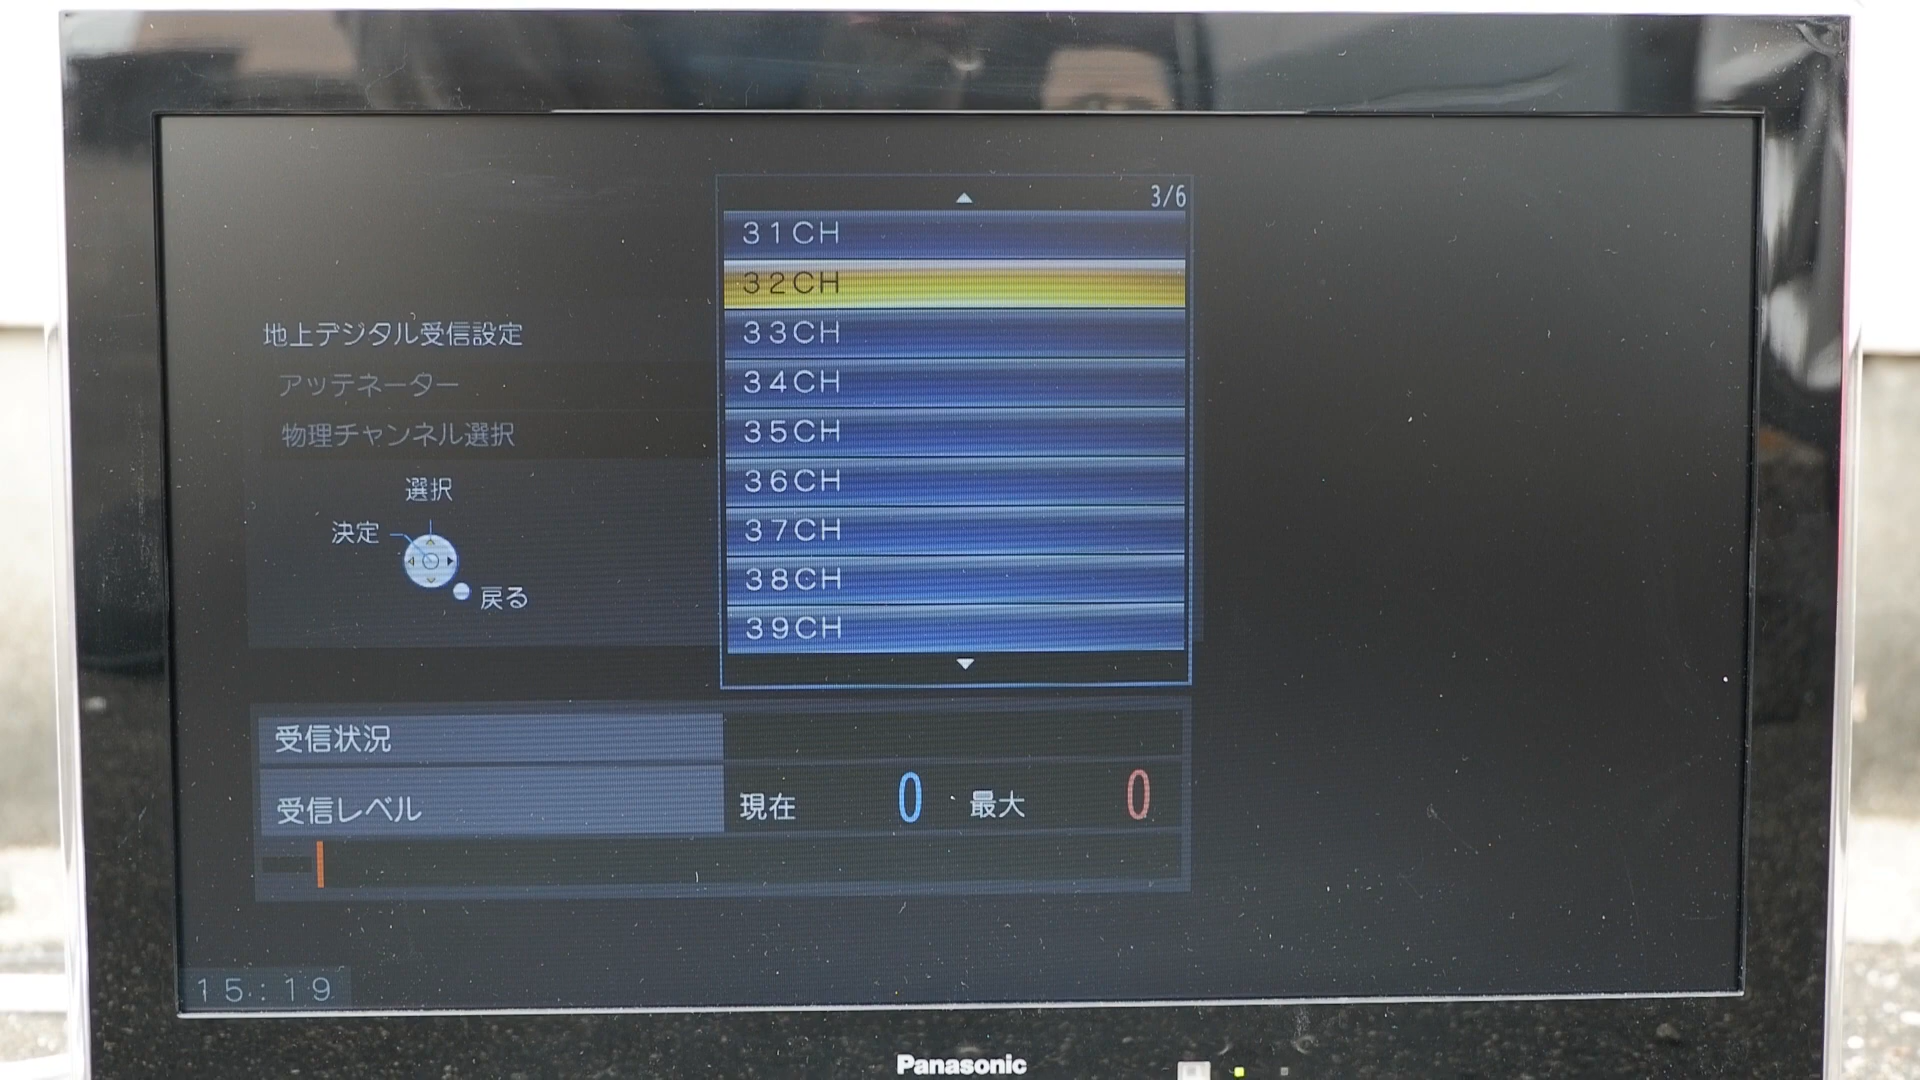 3/6
31CH
32CH
33CH
34CH
35CH
36CH
37CH
38CH
39CH
地上デジタル受信設定
アッテネーター
物理チャンネル選択
選択
決定
戻る
受信状況
受信レベル 現在 0 最大 0
15:19
Panasonic